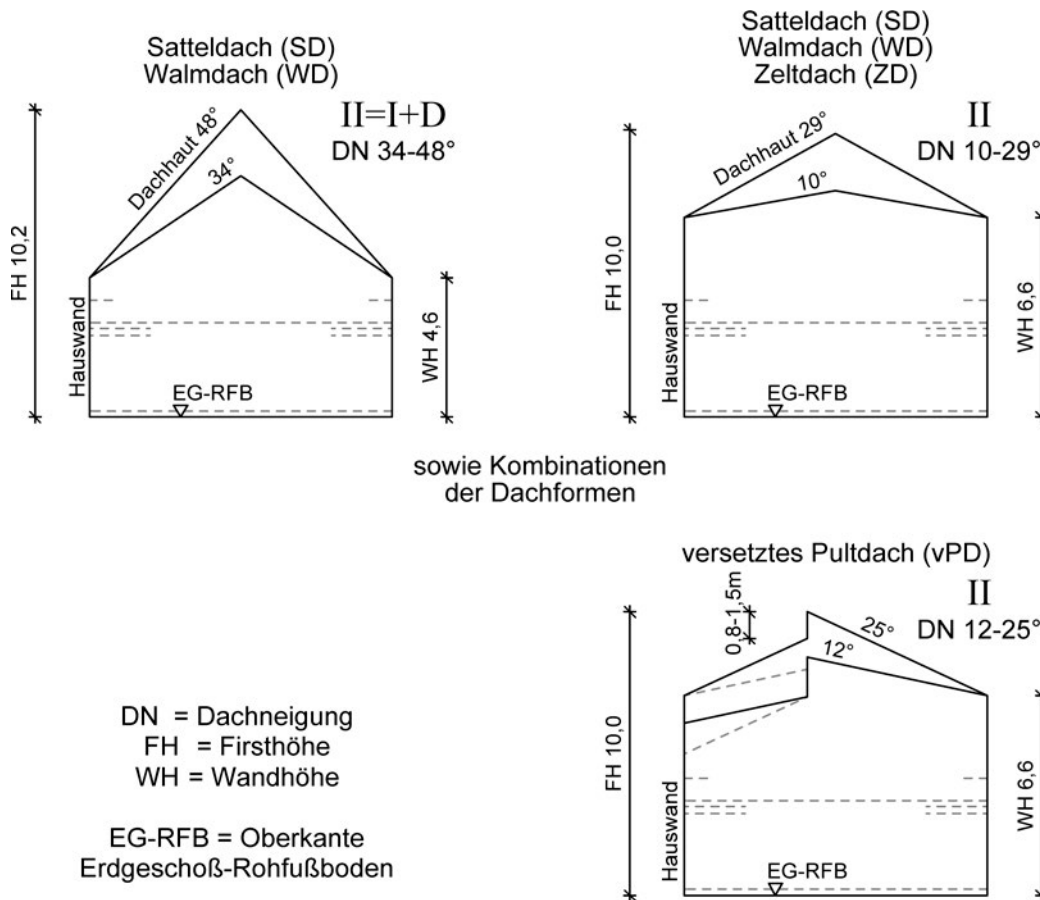 Satteldach (SD)
Walmdach (WD)
II=I+D
DN 34-48°
Dachhaut 48°
34°
FH 10,2
Hauswand
WH 4,6
EG-RFB
Satteldach (SD)
Walmdach (WD)
Zeltdach (ZD)
II
DN 10-29°
Dachhaut 29°
10°
FH 10,0
Hauswand
WH 6,6
EG-RFB
sowie Kombinationen
der Dachformen
versetztes Pultdach (vPD)
II
DN 12-25°
0,8-1,5m
25°
12°
FH 10,0
Hauswand
WH 6,6
EG-RFB
DN = Dachneigung
FH = Firsthöhe
WH = Wandhöhe
EG-RFB = Oberkante
Erdgeschoß-Rohfußboden